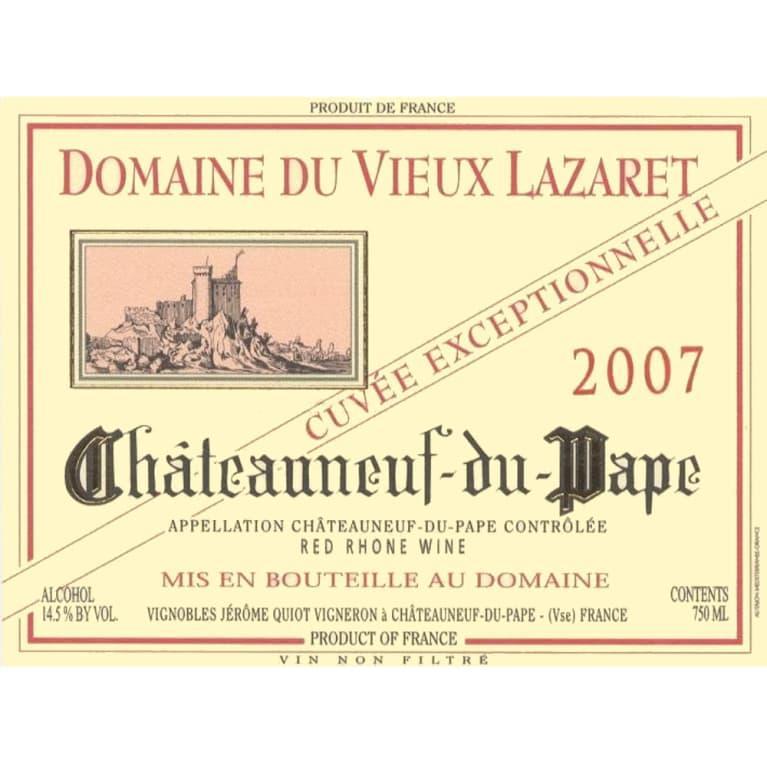 PRODUIT DE FRANCE
DOMAINE DU VIEUX LAZARET
CUVÉE EXCEPTIONNELLE
2007
Châteauneuf-du-Pape
APPELLATION CHÂTEAUNEUF-DU-PAPE CONTRÔLÉE
RED RHONE WINE
MIS EN BOUTEILLE AU DOMAINE
ALCOHOL
14.5 % BY VOL.
VIGNOBLES JÉRÔME QUIOT VIGNERON à CHÂTEAUNEUF-DU-PAPE - (Vse) FRANCE
CONTENTS
750 ML
PRODUCT OF FRANCE
VIN NON FILTRÉ